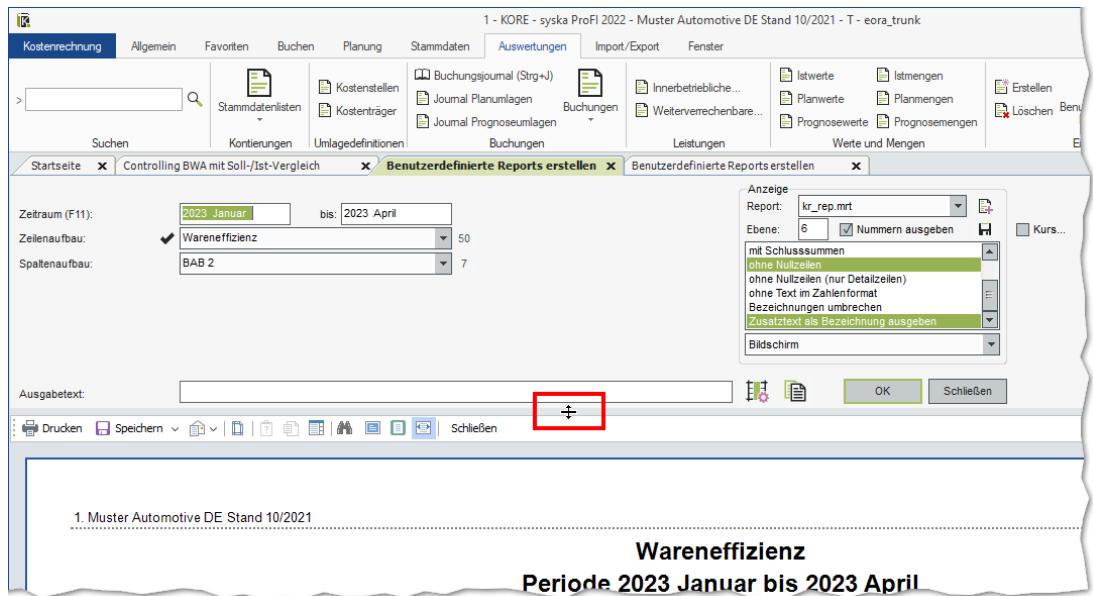 1 - KORE - syska ProFI 2022 - Muster Automotive DE Stand 10/2021 - T - eora_trunk
Kostenrechnung Allgemein Favoriten Buchen Planung Stammdaten Auswertungen Import/Export Fenster
>
Stammdatenlisten
Kostenstellen
Kostenträger
Buchungsjournal (Strg+J)
Journal Planumlagen
Journal Prognoseumlagen
Buchungen
Innerbetriebliche...
Weiterverrechenbare...
Istwerte
Planwerte
Prognosewerte
Istmengen
Planmengen
Prognosemengen
Erstellen
Löschen
Suchen Kontierungen Umlagedefinitionen Buchungen Leistungen Werte und Mengen
Startseite x Controlling BWA mit Soll-/Ist-Vergleich x Benutzerdefinierte Reports erstellen x Benutzerdefinierte Reports erstellen x
Zeitraum (F11): 2023 Januar bis: 2023 April
Zeilenaufbau: Wareneffizienz 50
Spaltenaufbau: BAB 2 7
Anzeige
Report: kr_rep.mrt
Ebene: 6 Nummern ausgeben Kurs...
mit Schlusssummen
ohne Nullzeilen
ohne Nullzeilen (nur Detailzeilen)
ohne Text im Zahlenformat
Bezeichnungen umbrechen
Zusatztext als Bezeichnung ausgeben
Bildschirm
Ausgabetext: OK Schließen
Drucken Speichern Schließen
1. Muster Automotive DE Stand 10/2021
Wareneffizienz
Periode 2023 Januar bis 2023 April